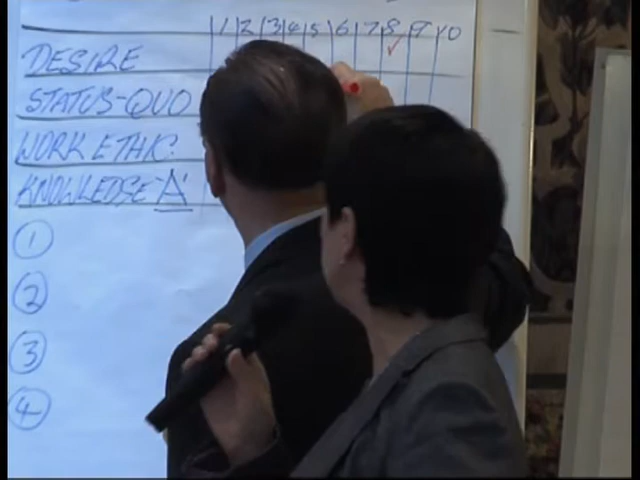 1 2 3 4 5 6 7 8 9 10
DESIRE ✓
STATUS-QUO
WORK ETHIC.
KNOWLEDGE-A'
1
2
3
4